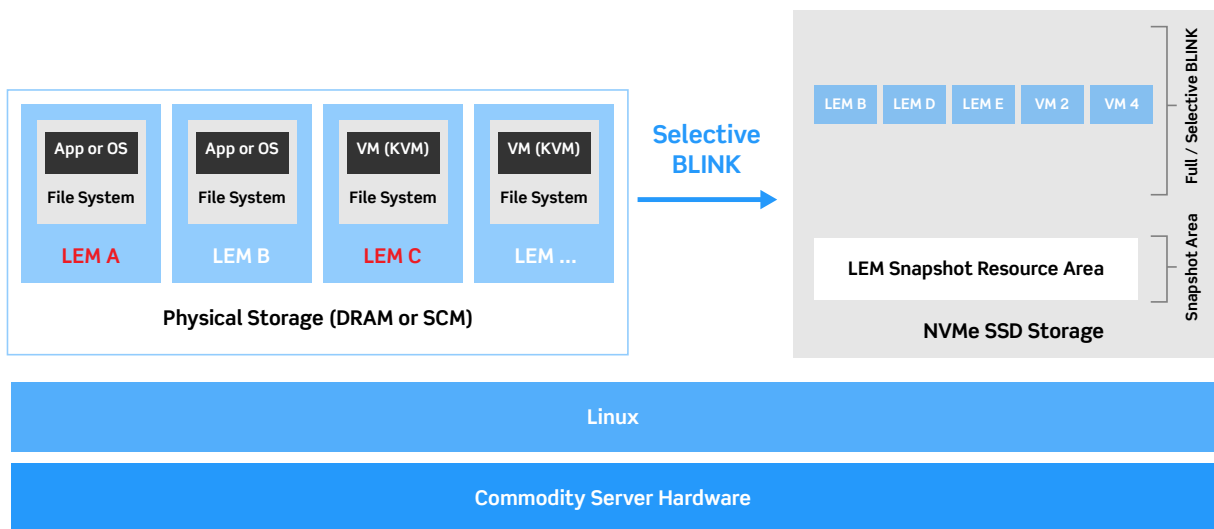 App or OS
File System
LEM A
App or OS
File System
LEM B
VM (KVM)
File System
LEM C
VM (KVM)
File System
LEM ...
Physical Storage (DRAM or SCM)
Selective
BLINK
LEM B
LEM D
LEM E
VM 2
VM 4
Full / Selective BLINK
LEM Snapshot Resource Area
Snapshot Area
NVMe SSD Storage
Linux
Commodity Server Hardware